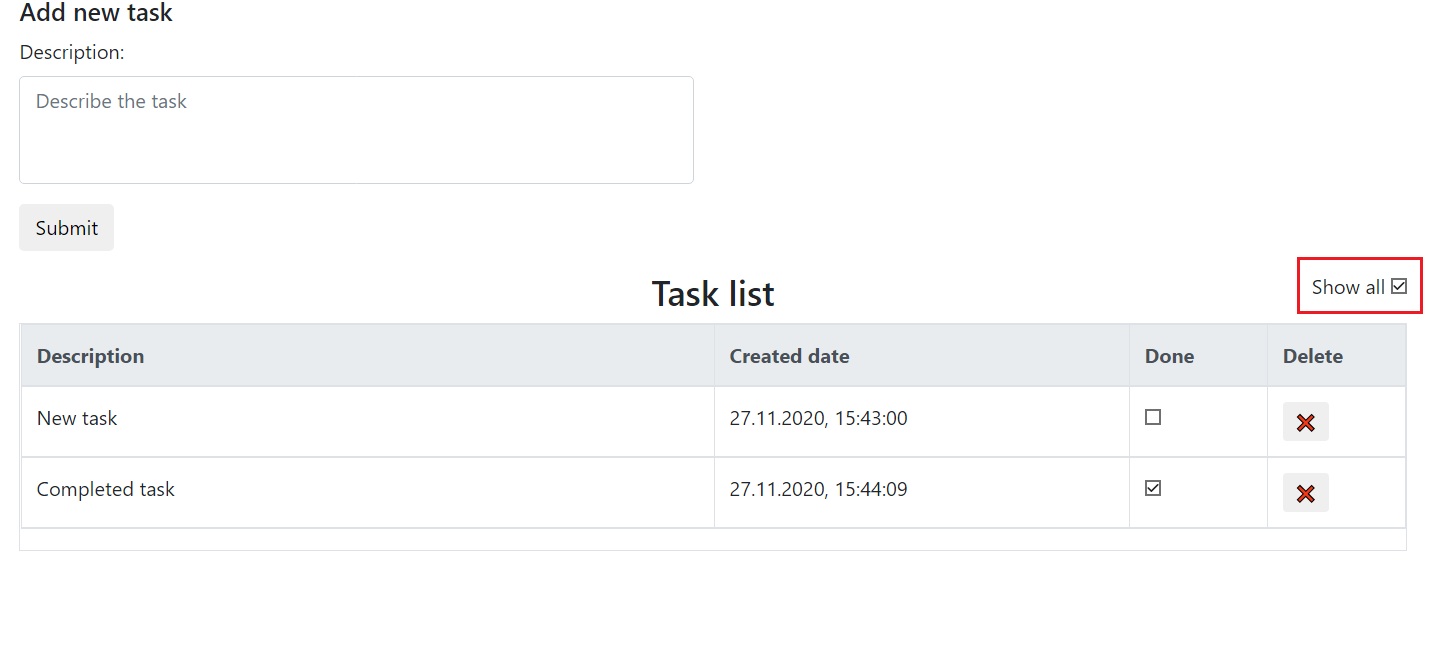 Add new task
Description:
Describe the task
Submit
Task list
Show all
Description Created date Done Delete
New task 27.11.2020, 15:43:00
Completed task 27.11.2020, 15:44:09